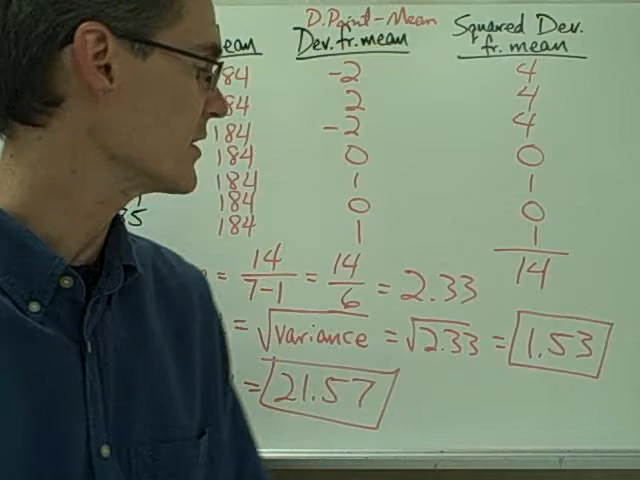 D.Point-Mean Squared Dev.
Dev.fr.mean fr.mean
184 -2 4
184 2 4
184 -2 4
184 0 0
184 1 1
184 0 0
184 1 1
14
= 14/7-1 = 14/6 = 2.33
= √variance = √2.33 = 1.53
= 21.57